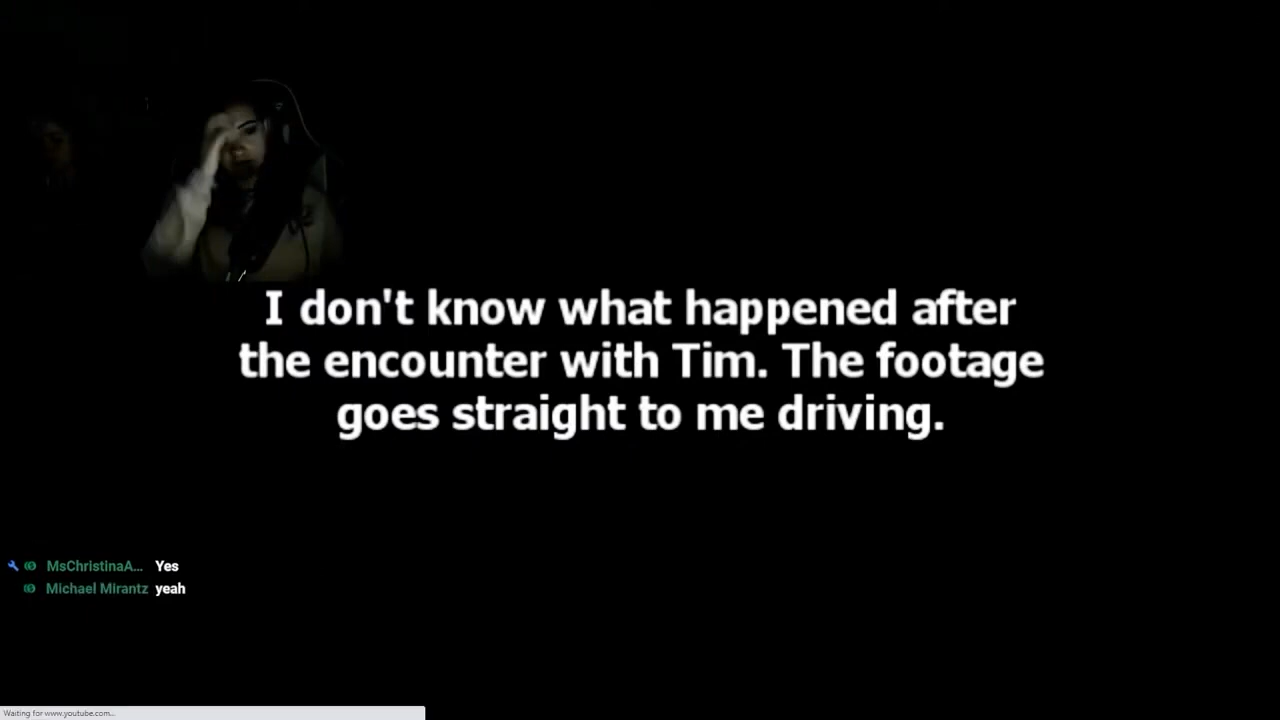 I don't know what happened after
the encounter with Tim. The footage
goes straight to me driving.
MsChristinaA... Yes
Michael Mirantz yeah
Waiting for www.youtube.com...